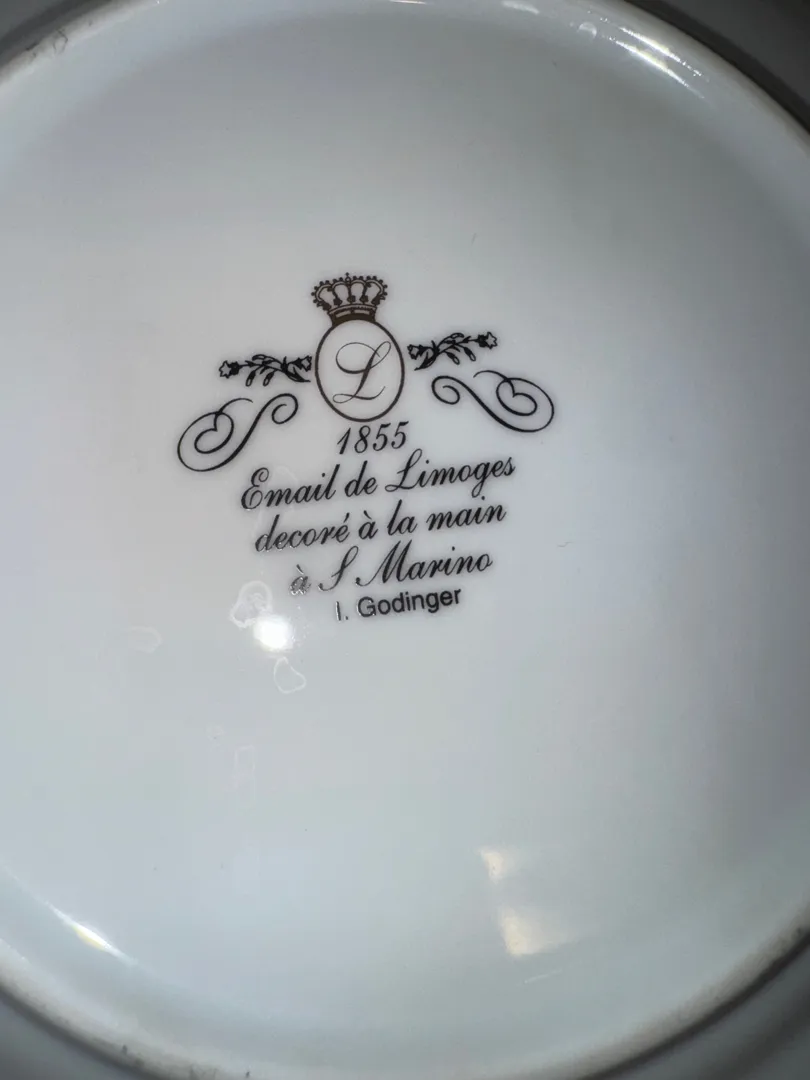 L
1855
Email de Limoges
decoré à la main
à S Marino
I. Godinger